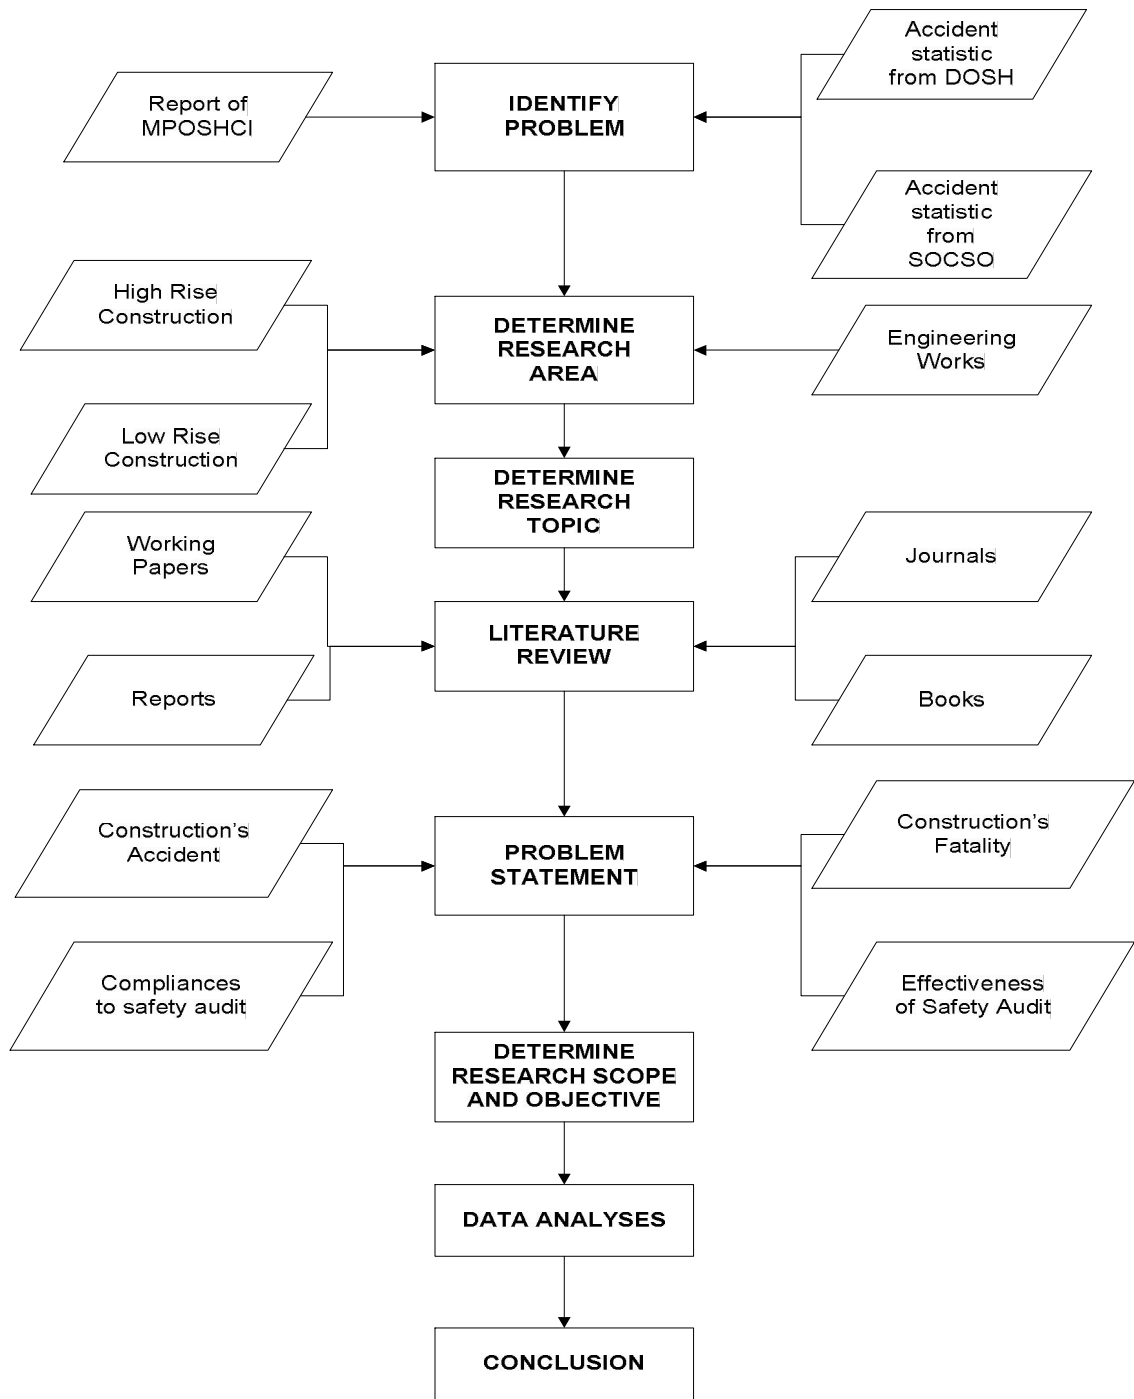 Accident
statistic
from DOSH
Report of
MPOSHCI
IDENTIFY
PROBLEM
Accident
statistic
from
SOCSO
High Rise
Construction
DETERMINE
RESEARCH
AREA
Engineering
Works
Low Rise
Construction
DETERMINE
RESEARCH
TOPIC
Working
Papers
Journals
LITERATURE
REVIEW
Reports
Books
Construction's
Accident
PROBLEM
STATEMENT
Construction's
Fatality
Compliances
to safety audit
Effectiveness
of Safety Audit
DETERMINE
RESEARCH SCOPE
AND OBJECTIVE
DATA ANALYSES
CONCLUSION